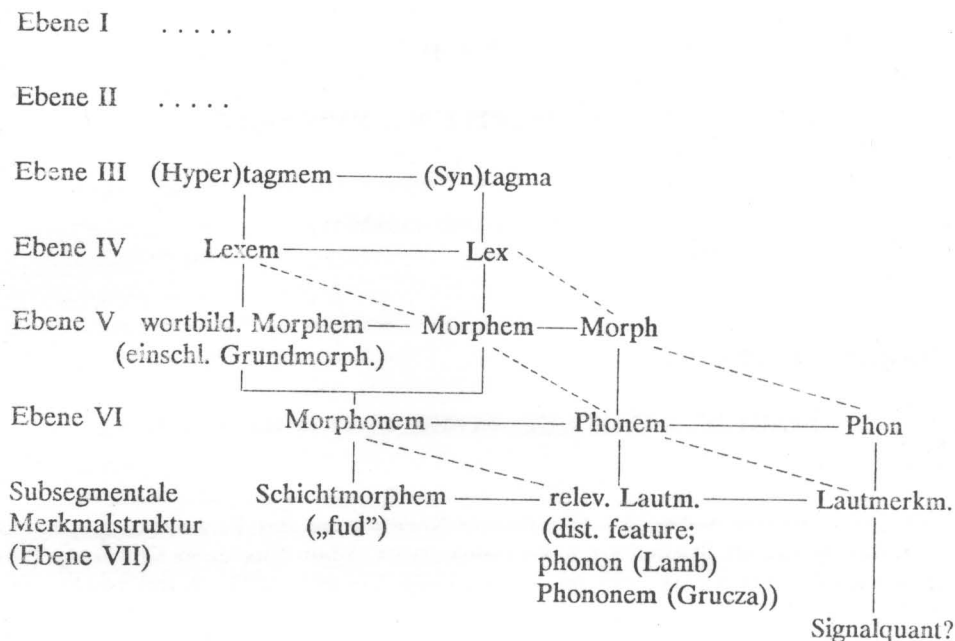 Ebene I . . . . .
Ebene II . . . . .
Ebene III (Hyper)tagmem (Syn)tagma
Ebene IV Lexem Lex
Ebene V wortbild. Morphem Morphem Morph
(einschl. Grundmorph.)
Ebene VI Morphonem Phonem Phon
Subsegmentale Schichtmorphem relev. Lautm. Lautmerkm.
Merkmalstruktur („fud”) (dist. feature;
(Ebene VII) phonon (Lamb)
Phononem (Grucza))
Signalquant?